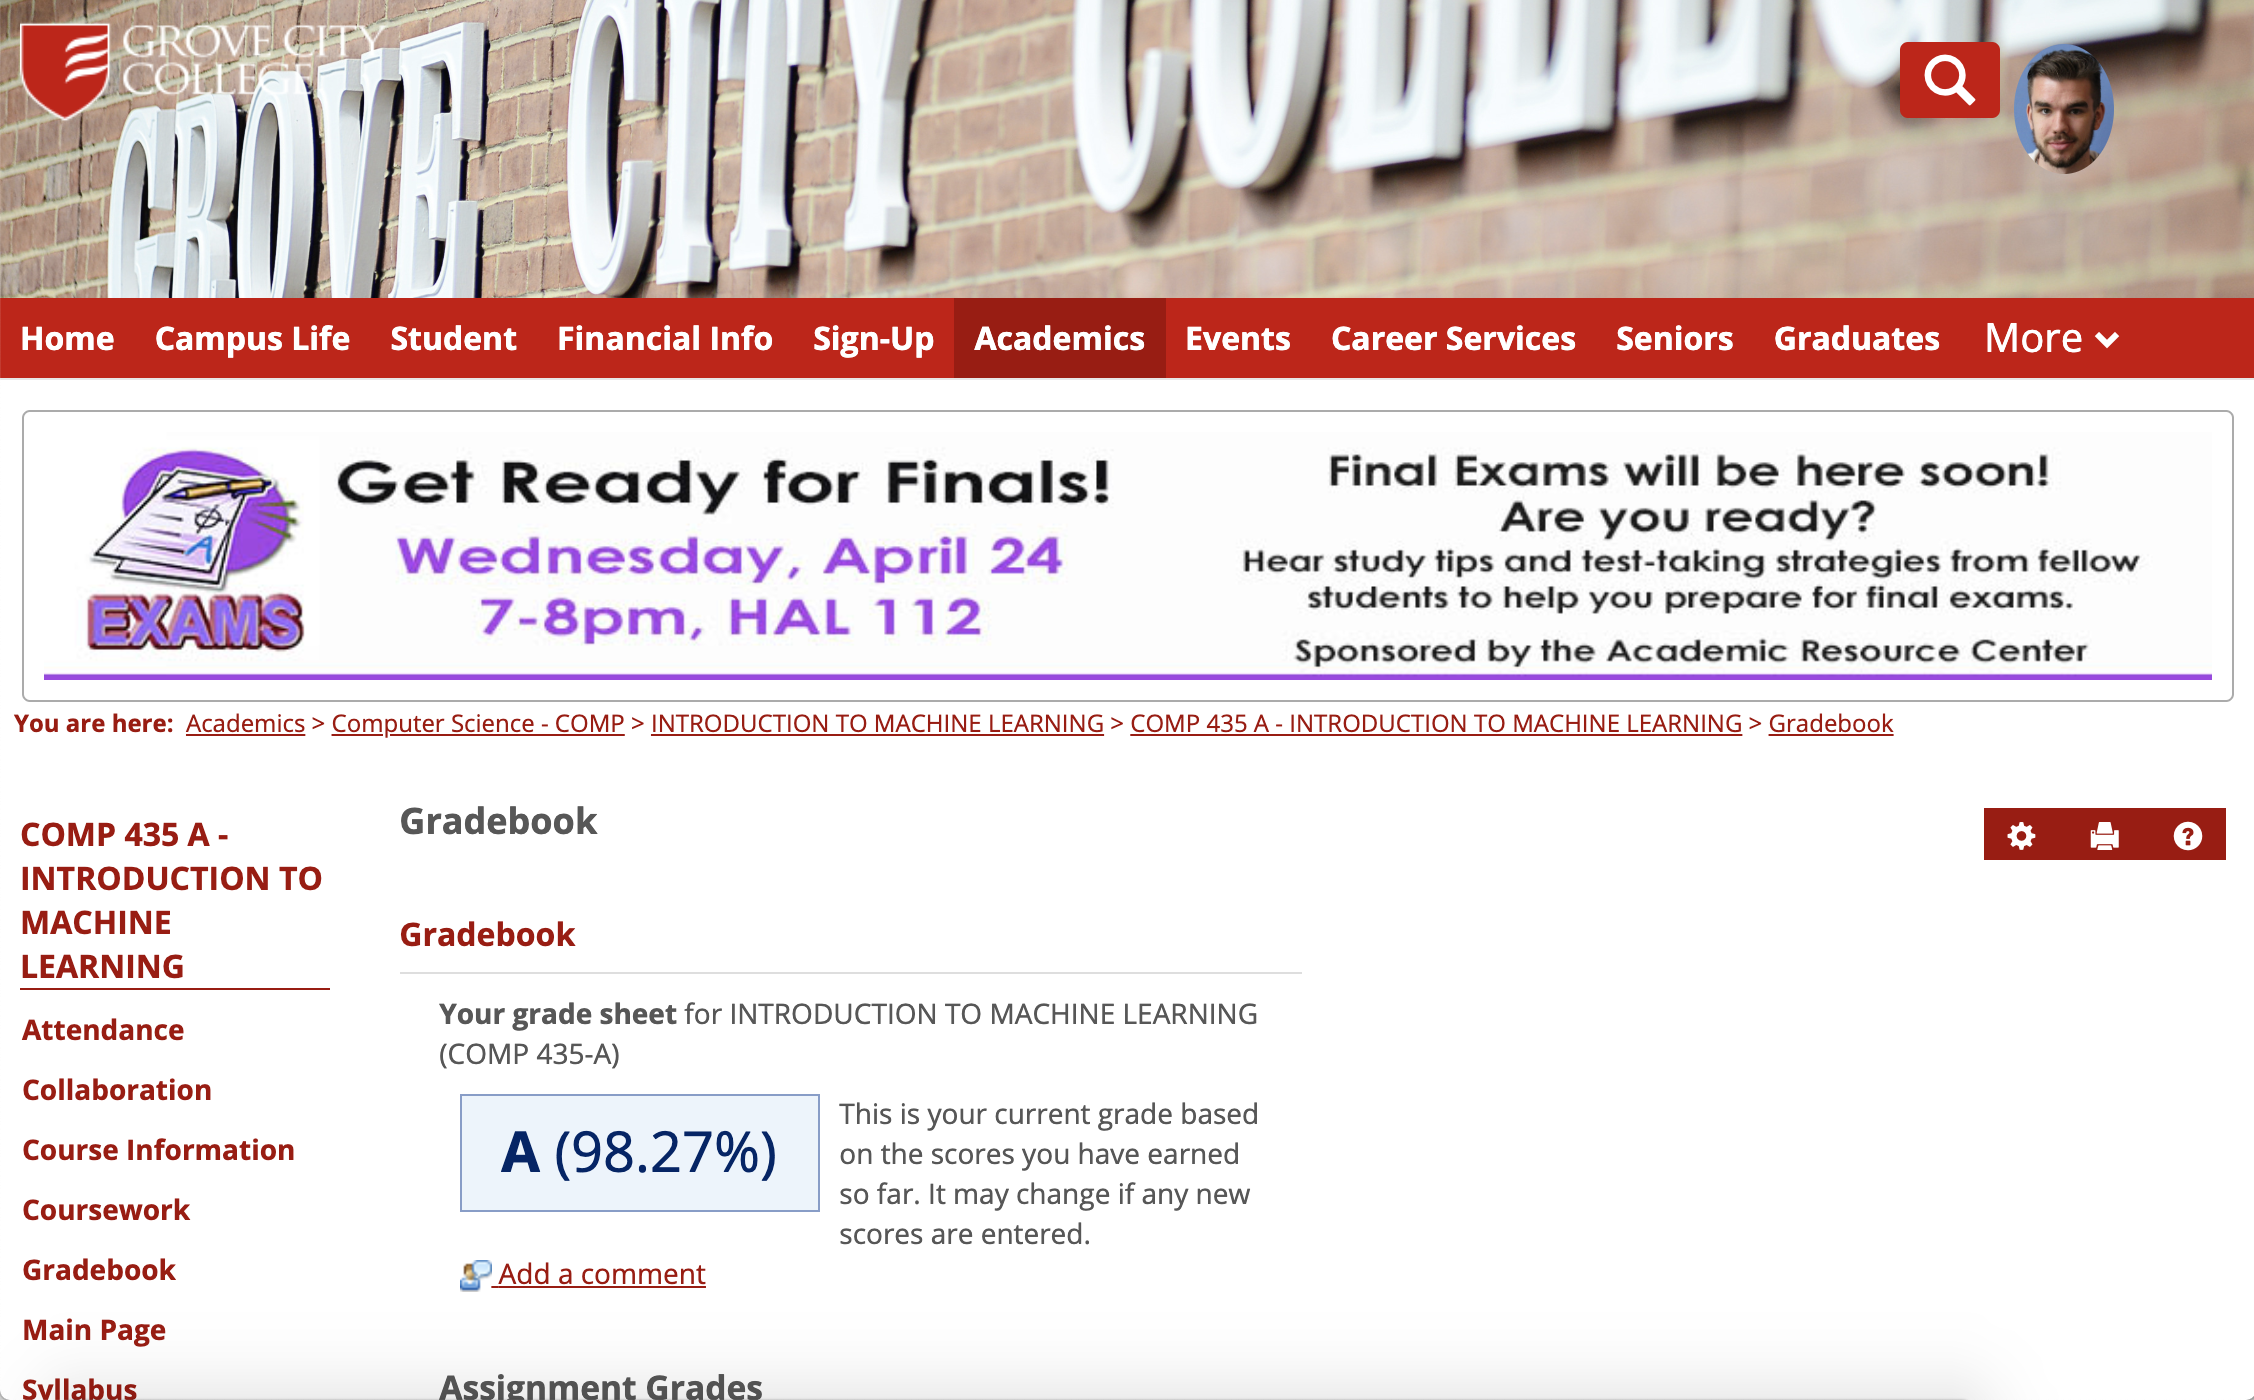 GROVE CITY
COLLEGE
GROVE CITY COLLEGE
Home Campus Life Student Financial Info Sign-Up Academics Events Career Services Seniors Graduates More
Get Ready for Finals!
Wednesday, April 24
7-8pm, HAL 112
EXAMS
Final Exams will be here soon!
Are you ready?
Hear study tips and test-taking strategies from fellow
students to help you prepare for final exams.
Sponsored by the Academic Resource Center
You are here: Academics > Computer Science - COMP > INTRODUCTION TO MACHINE LEARNING > COMP 435 A - INTRODUCTION TO MACHINE LEARNING > Gradebook
COMP 435 A -
INTRODUCTION TO
MACHINE
LEARNING
Attendance
Collaboration
Course Information
Coursework
Gradebook
Main Page
Syllabus
Gradebook
Gradebook
Your grade sheet for INTRODUCTION TO MACHINE LEARNING
(COMP 435-A)
A (98.27%)
This is your current grade based
on the scores you have earned
so far. It may change if any new
scores are entered.
Add a comment
Assignment Grades